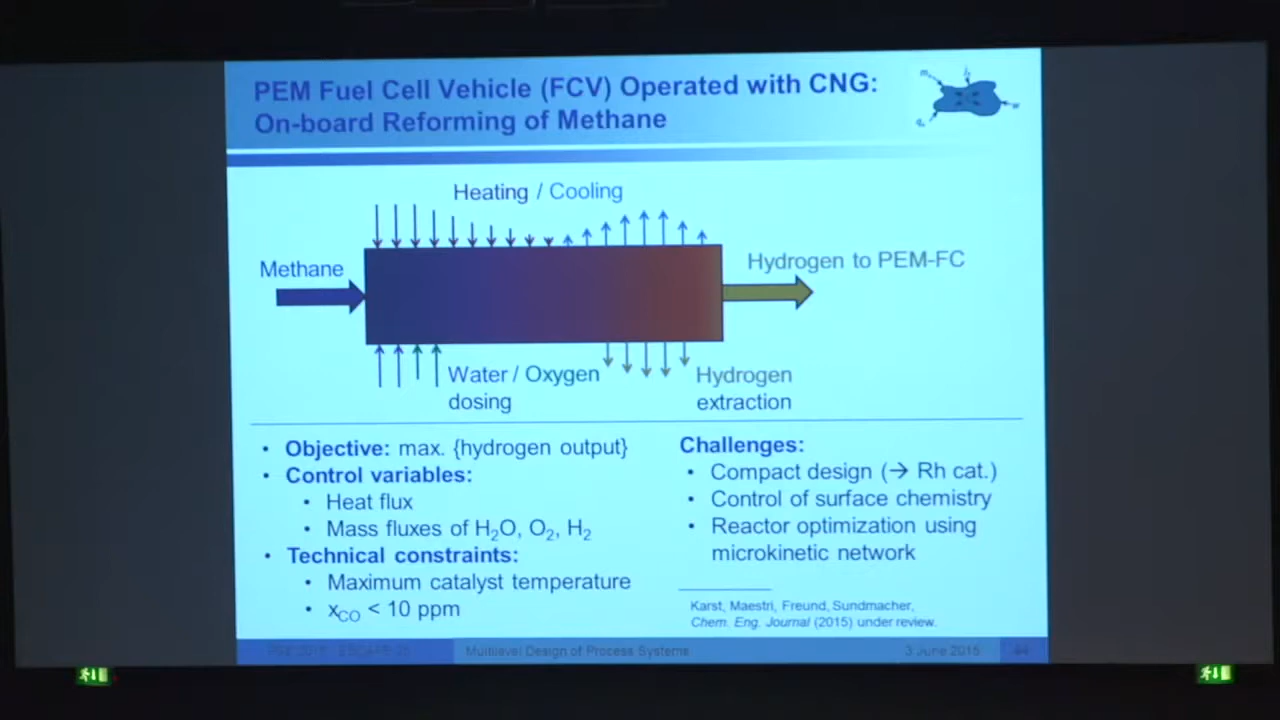 PEM Fuel Cell Vehicle (FCV) Operated with CNG:
On-board Reforming of Methane
Heating / Cooling
Methane
Hydrogen to PEM-FC
Water / Oxygen
dosing
Hydrogen
extraction
• Objective: max. {hydrogen output}
• Control variables:
• Heat flux
• Mass fluxes of H₂O, O₂, H₂
• Technical constraints:
• Maximum catalyst temperature
• xCO < 10 ppm
Challenges:
• Compact design (→ Rh cat.)
• Control of surface chemistry
• Reactor optimization using
microkinetic network
Karst, Maestri, Freund, Sundmacher,
Chem. Eng. Journal (2015) under review.
Multilevel Design of Process Systems
3 June 2015